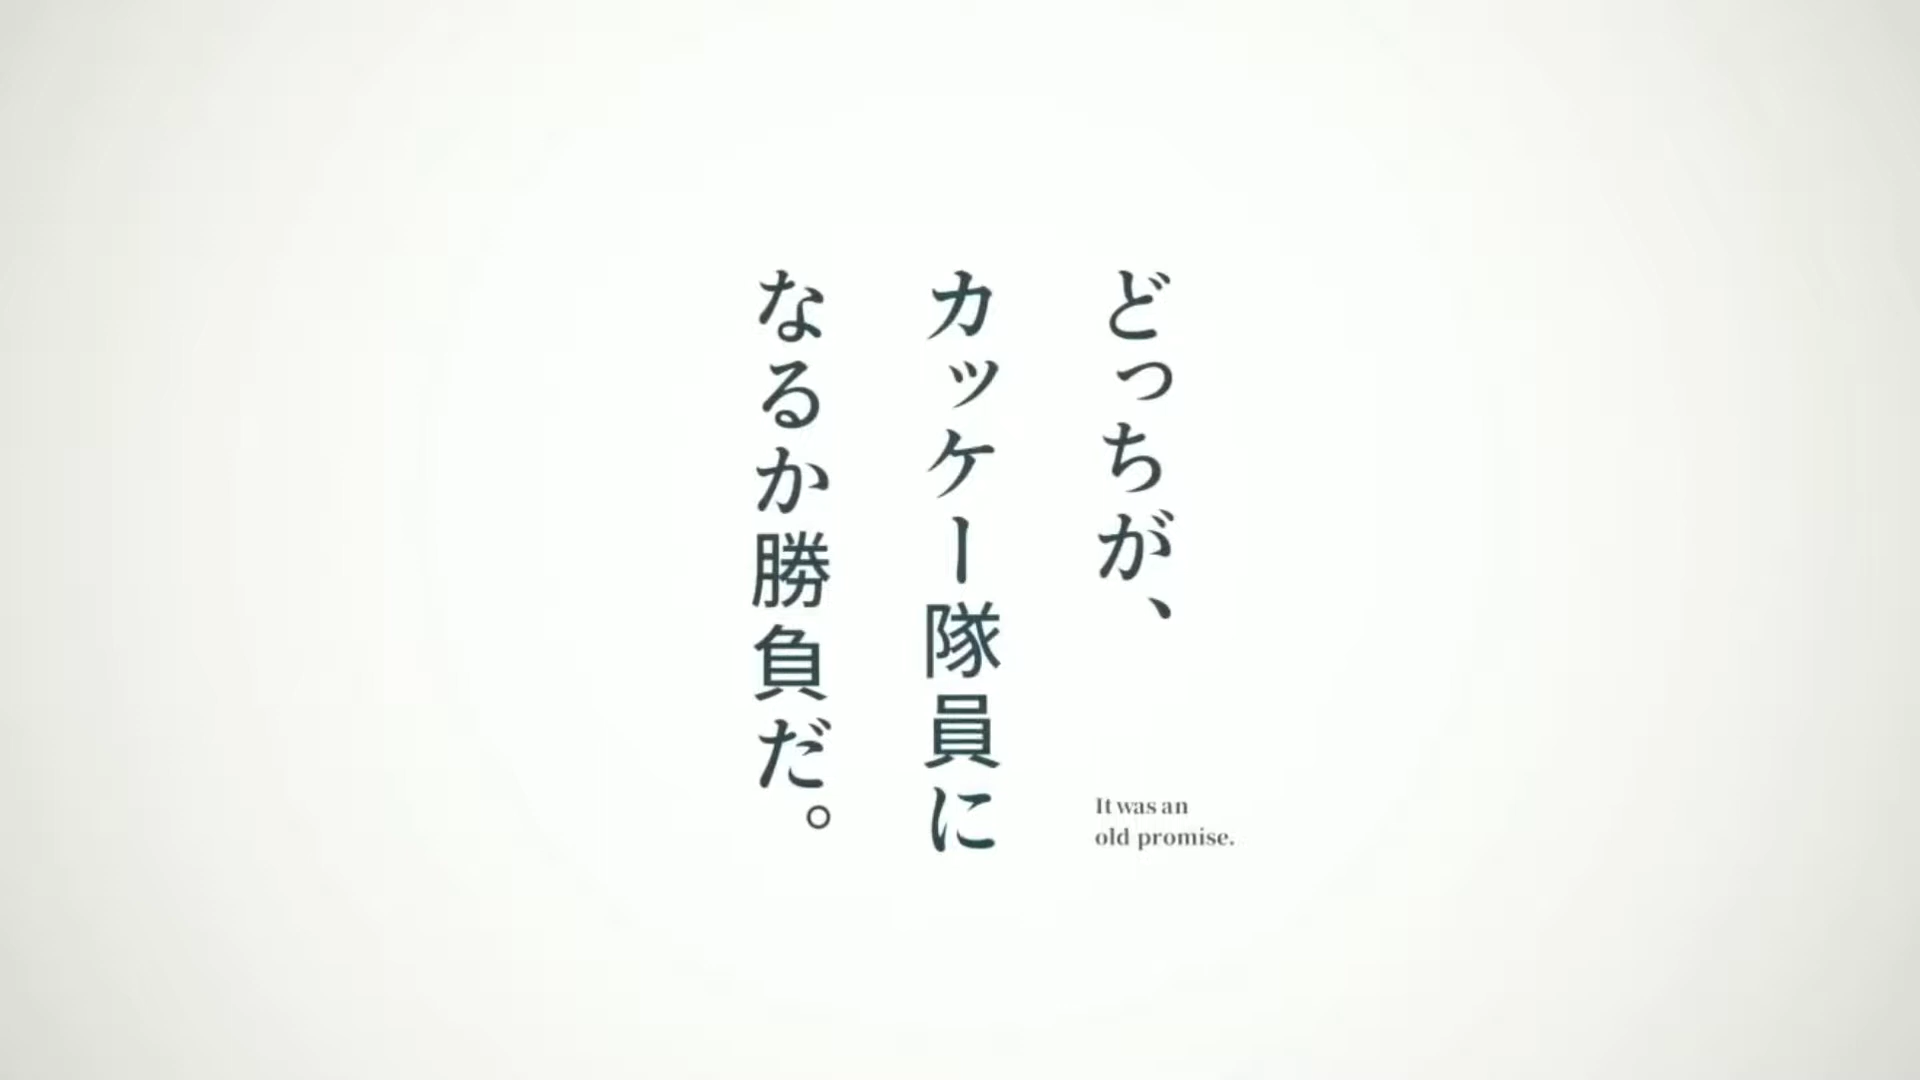 どっちが、
カッケー隊員に
なるか勝負だ。
It was an
old promise.